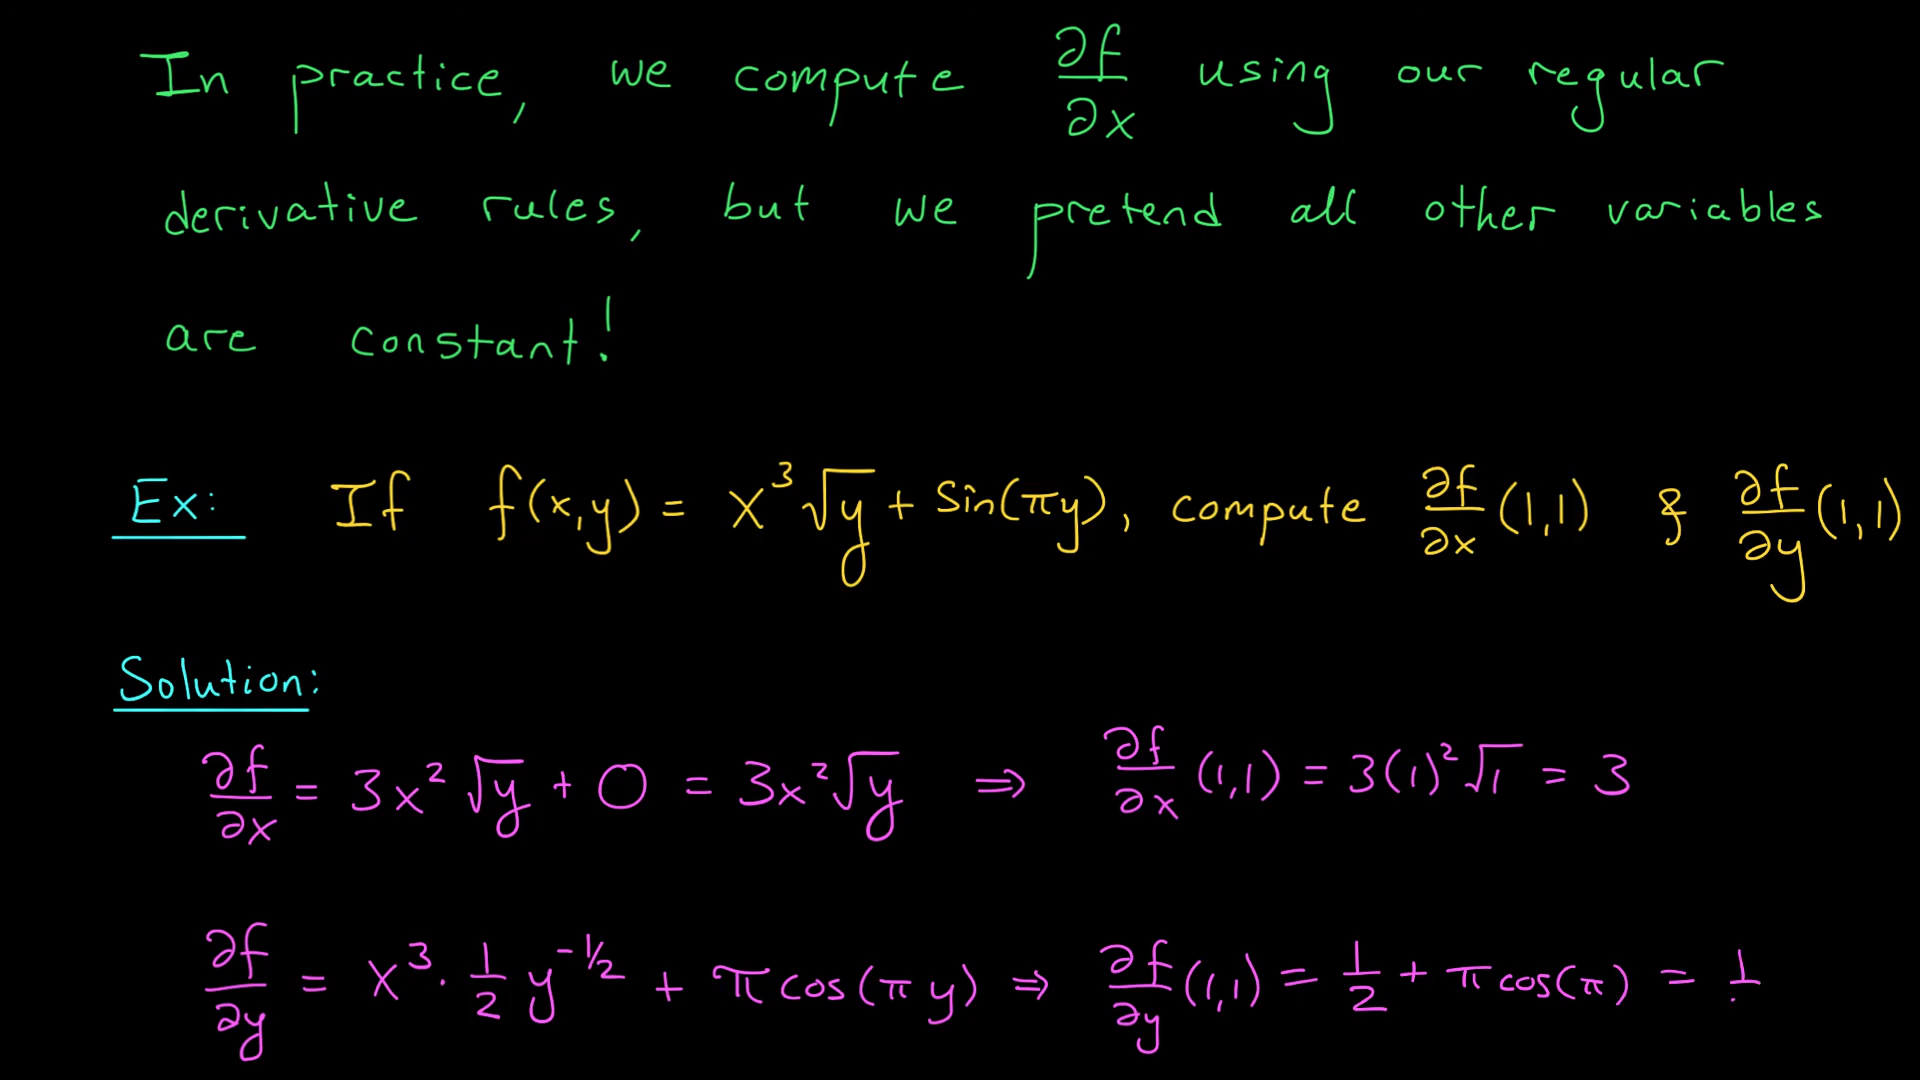 In practice, we compute ∂f/∂x using our regular
derivative rules, but we pretend all other variables
are constant!
Ex: If f(x,y) = x³√y + Sin(πy), compute ∂f/∂x (1,1) & ∂f/∂y (1,1)
Solution:
∂f/∂x = 3x²√y + 0 = 3x²√y ⇒ ∂f/∂x (1,1) = 3(1)²√1 = 3
∂f/∂y = x³ · 1/2 y^(-1/2) + π cos(π y) ⇒ ∂f/∂y (1,1) = 1/2 + π cos(π) = 1